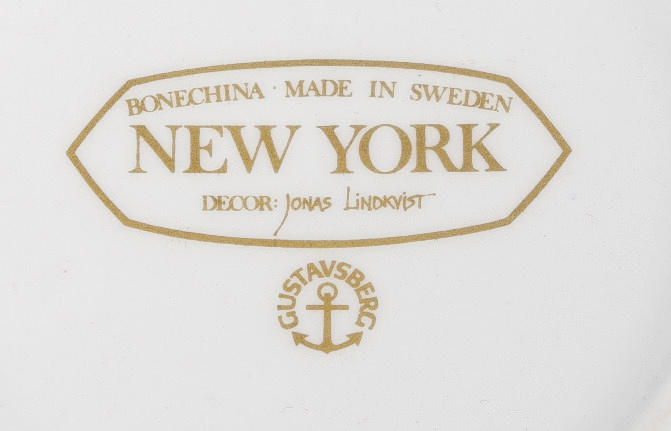 BONECHINA · MADE IN SWEDEN
NEW YORK
DECOR: JONAS LINDKVIST
GUSTAVSBERG